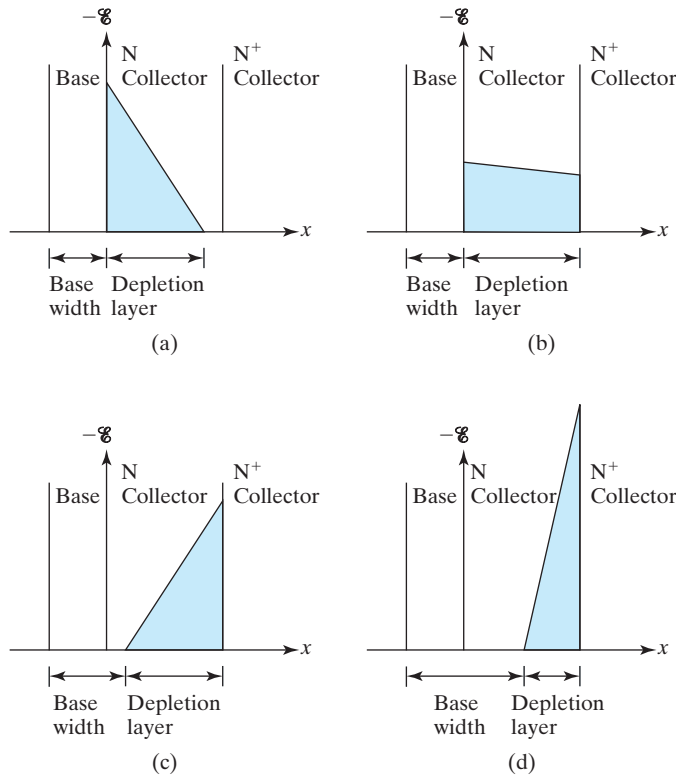 −ℰ
N
N⁺
Base
Collector
Collector
x
Base
width
Depletion
layer
(a)
−ℰ
N
N⁺
Base
Collector
Collector
x
Base
width
Depletion
layer
(b)
−ℰ
N
N⁺
Base
Collector
Collector
x
Base
width
Depletion
layer
(c)
−ℰ
N
N⁺
Base
Collector
Collector
x
Base
width
Depletion
layer
(d)